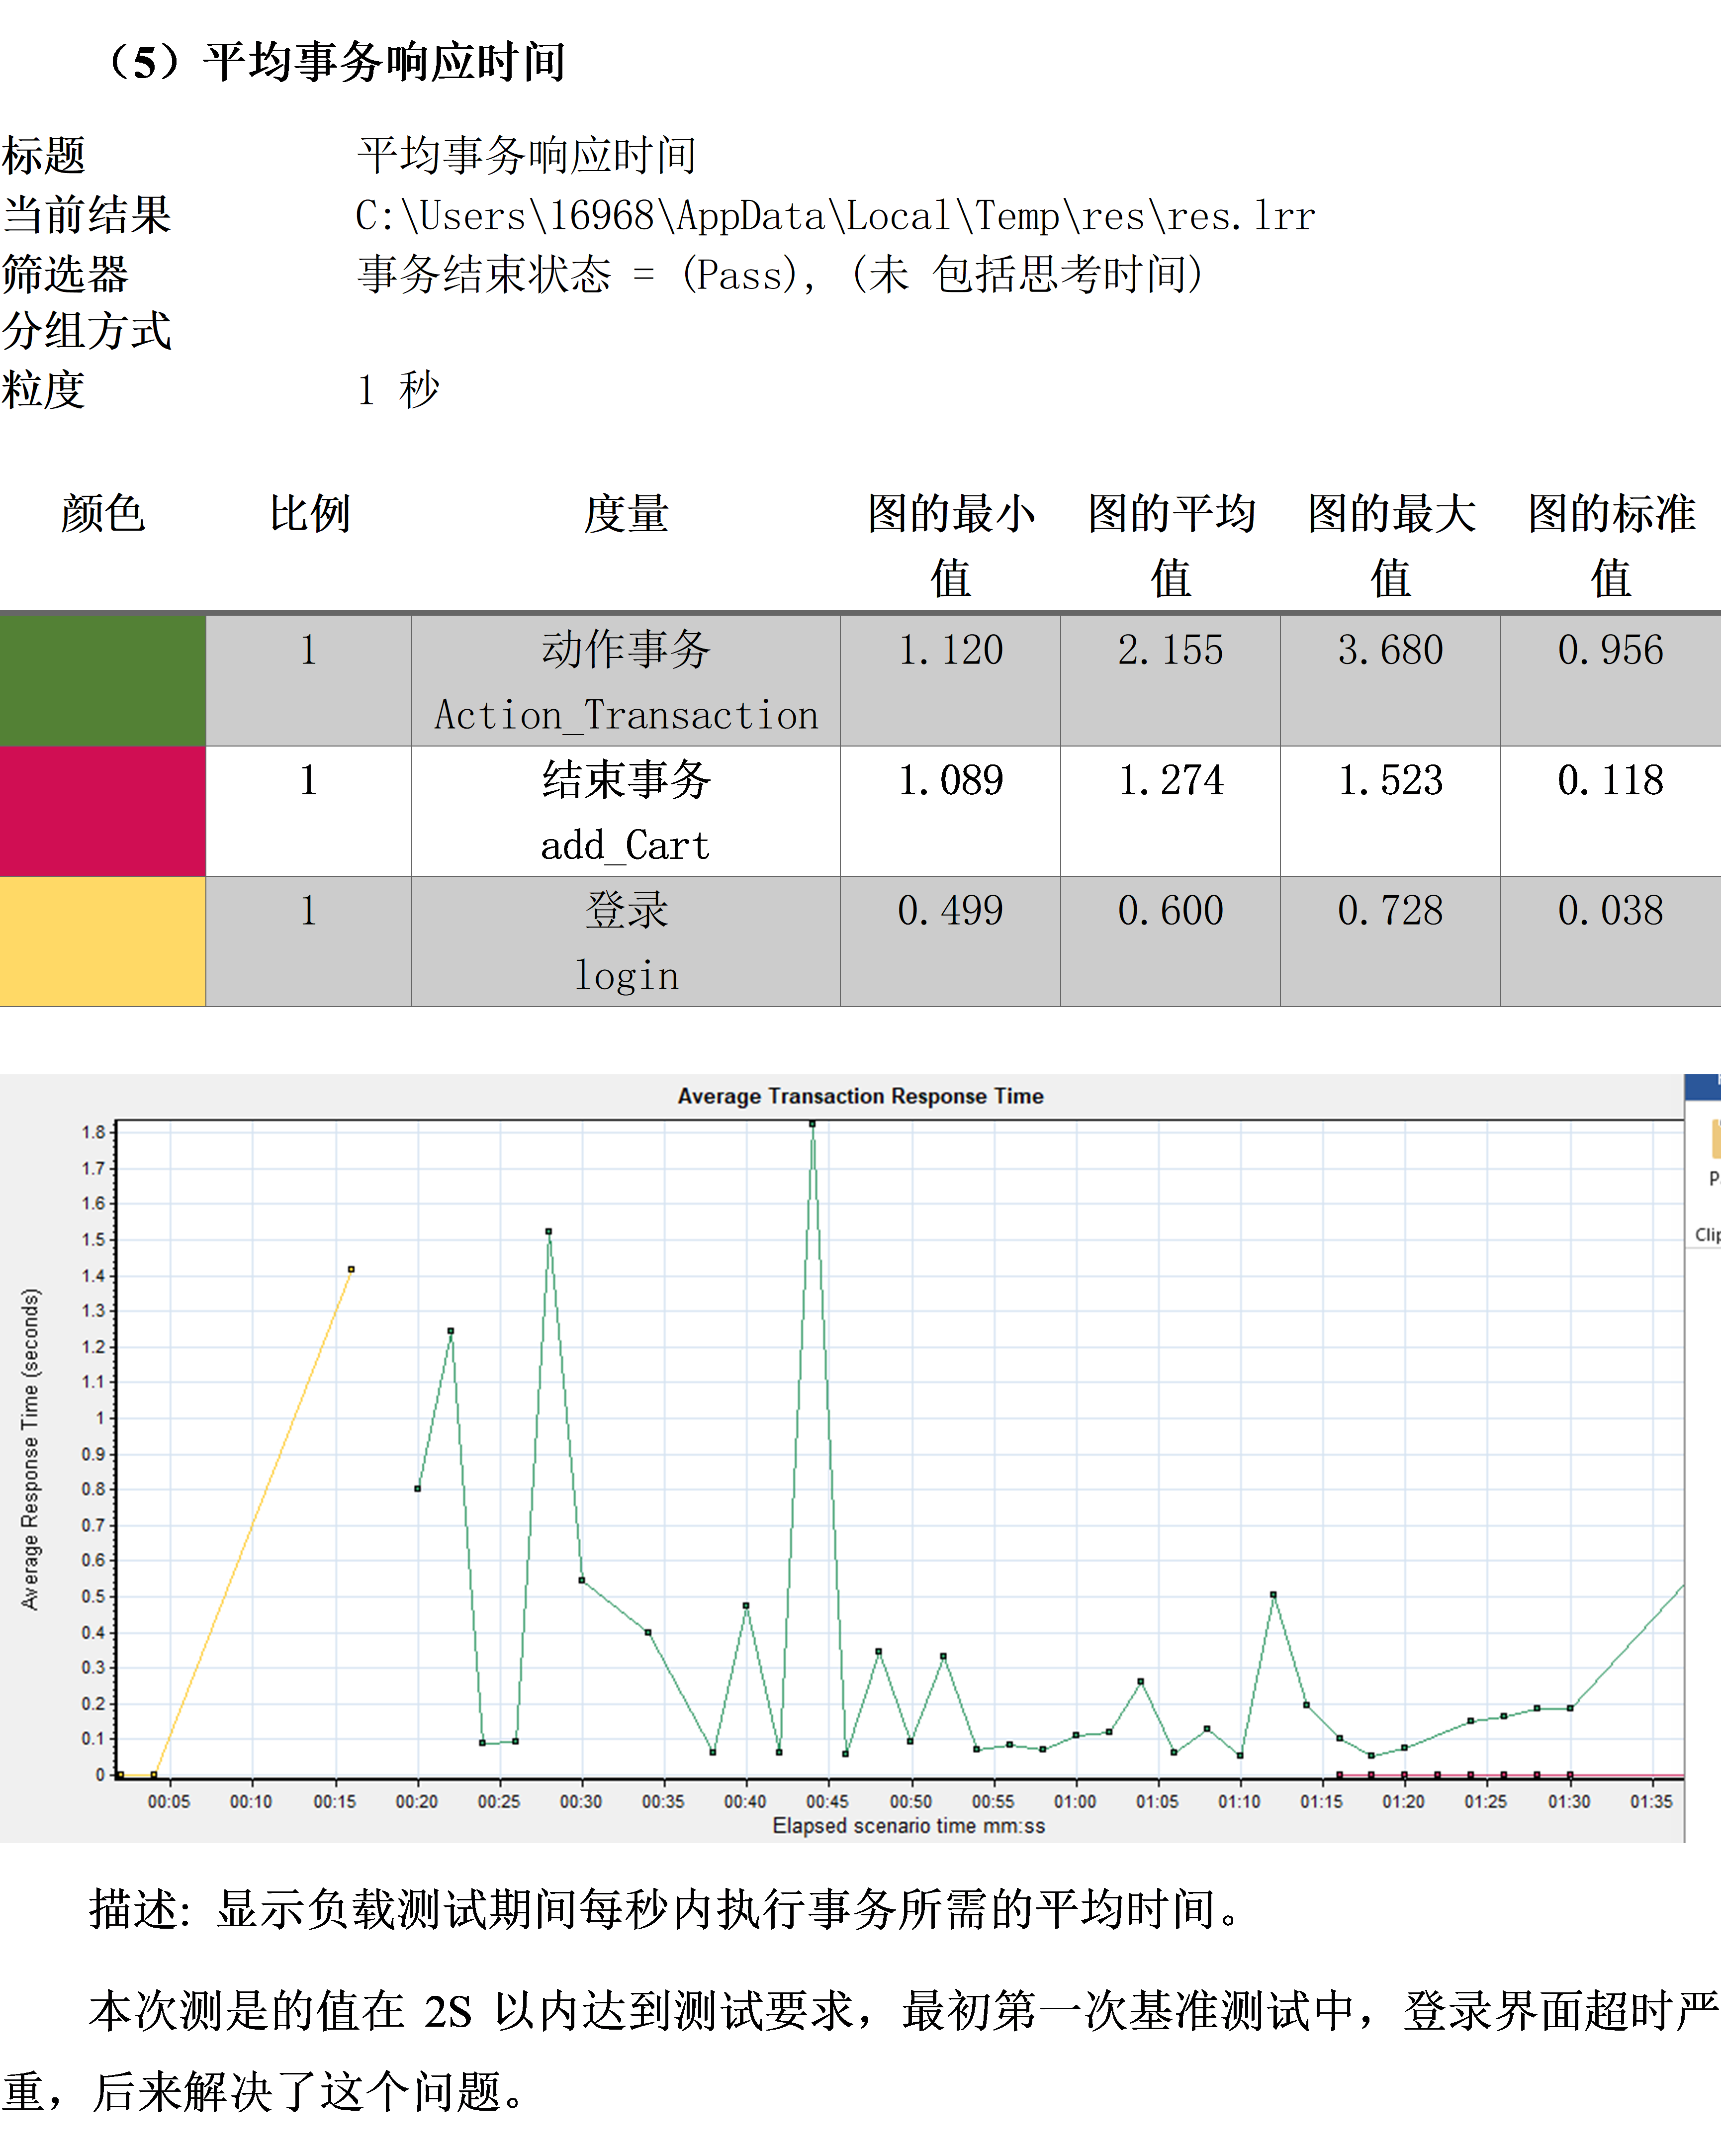 （5）平均事务响应时间
标题 平均事务响应时间
当前结果 C:\Users\16968\AppData\Local\Temp\res\res.lrr
筛选器 事务结束状态 = (Pass), (未 包括思考时间)
分组方式
粒度 1 秒
颜色 比例 度量 图的最小值 图的平均值 图的最大值 图的标准值
1 动作事务 Action_Transaction 1.120 2.155 3.680 0.956
1 结束事务 add_Cart 1.089 1.274 1.523 0.118
1 登录 login 0.499 0.600 0.728 0.038
Average Transaction Response Time
Average Response Time (seconds)
1.8
1.7
1.6
1.5
1.4
1.3
1.2
1.1
1
0.9
0.8
0.7
0.6
0.5
0.4
0.3
0.2
0.1
0
00:05 00:10 00:15 00:20 00:25 00:30 00:35 00:40 00:45 00:50 00:55 01:00 01:05 01:10 01:15 01:20 01:25 01:30 01:35
Elapsed scenario time mm:ss
描述: 显示负载测试期间每秒内执行事务所需的平均时间。
本次测是的值在 2S 以内达到测试要求，最初第一次基准测试中，登录界面超时严
重，后来解决了这个问题。